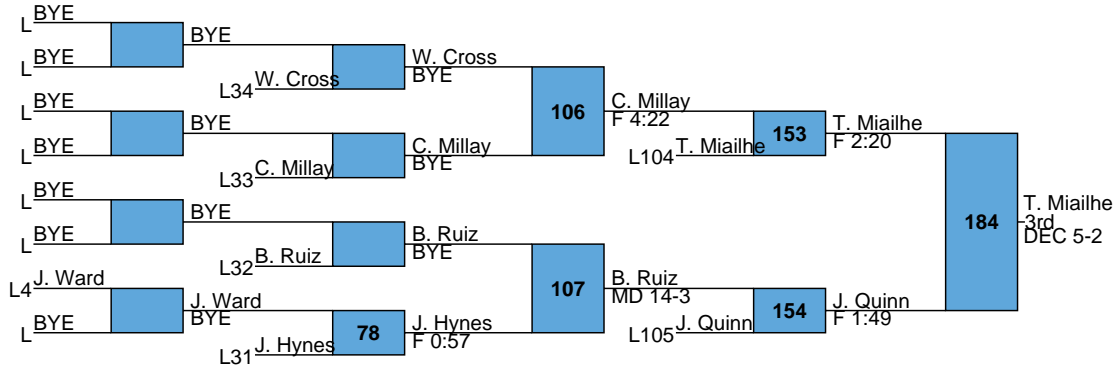 L BYE
L BYE
BYE
L34 W. Cross
W. Cross
BYE
L BYE
L BYE
BYE
L33 C. Millay
C. Millay
BYE
106
C. Millay
F 4:22
L104 T. Miailhe
153
T. Miailhe
F 2:20
L BYE
L BYE
BYE
L32 B. Ruiz
B. Ruiz
BYE
L4 J. Ward
L BYE
J. Ward
BYE
L31 J. Hynes
78
J. Hynes
F 0:57
107
B. Ruiz
MD 14-3
L105 J. Quinn
154
J. Quinn
F 1:49
184
T. Miailhe
3rd
DEC 5-2